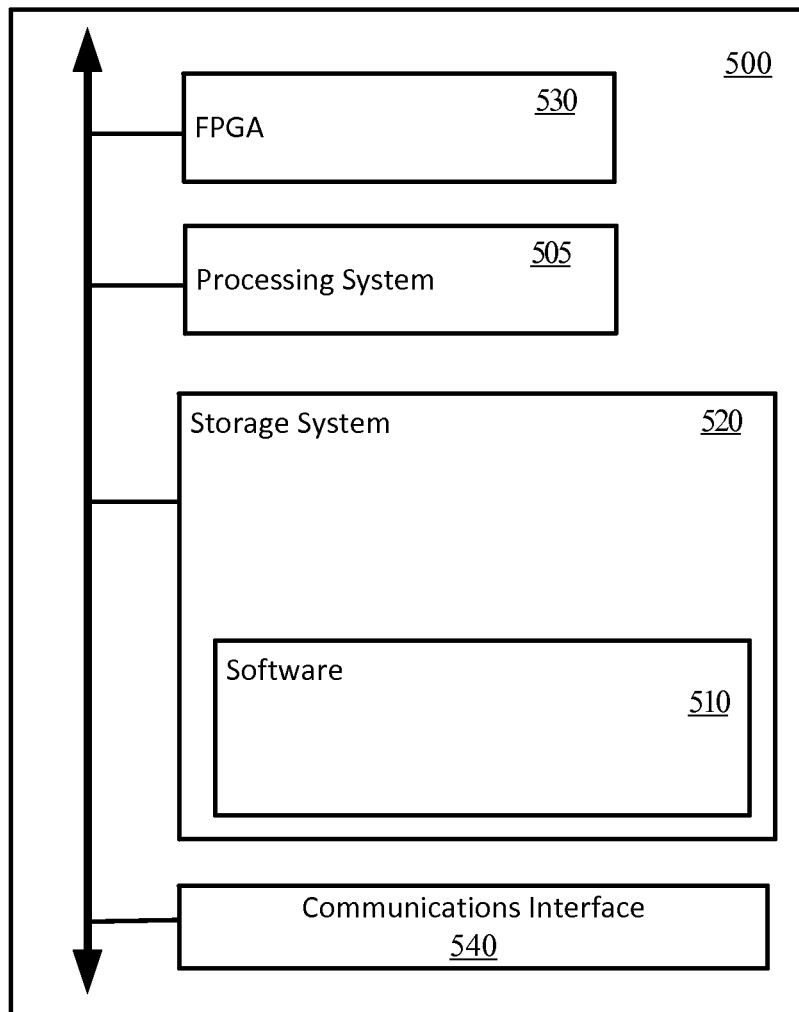 500
530
FPGA
505
Processing System
Storage System 520
Software
510
Communications Interface
540